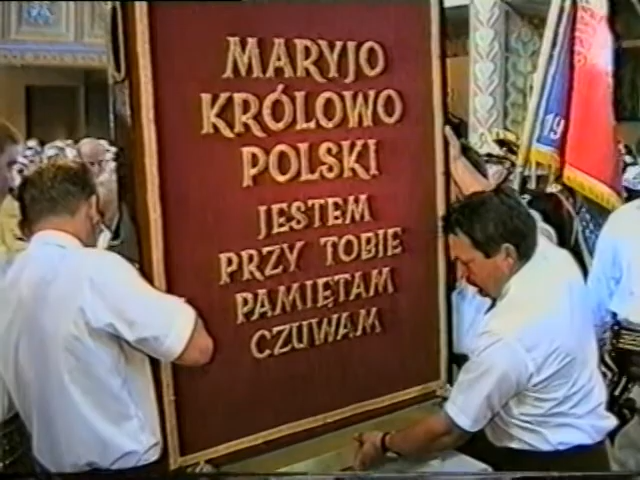 MARYJO
KRÓLOWO
POLSKI
JESTEM
PRZY TOBIE
PAMIĘTAM
CZUWAM